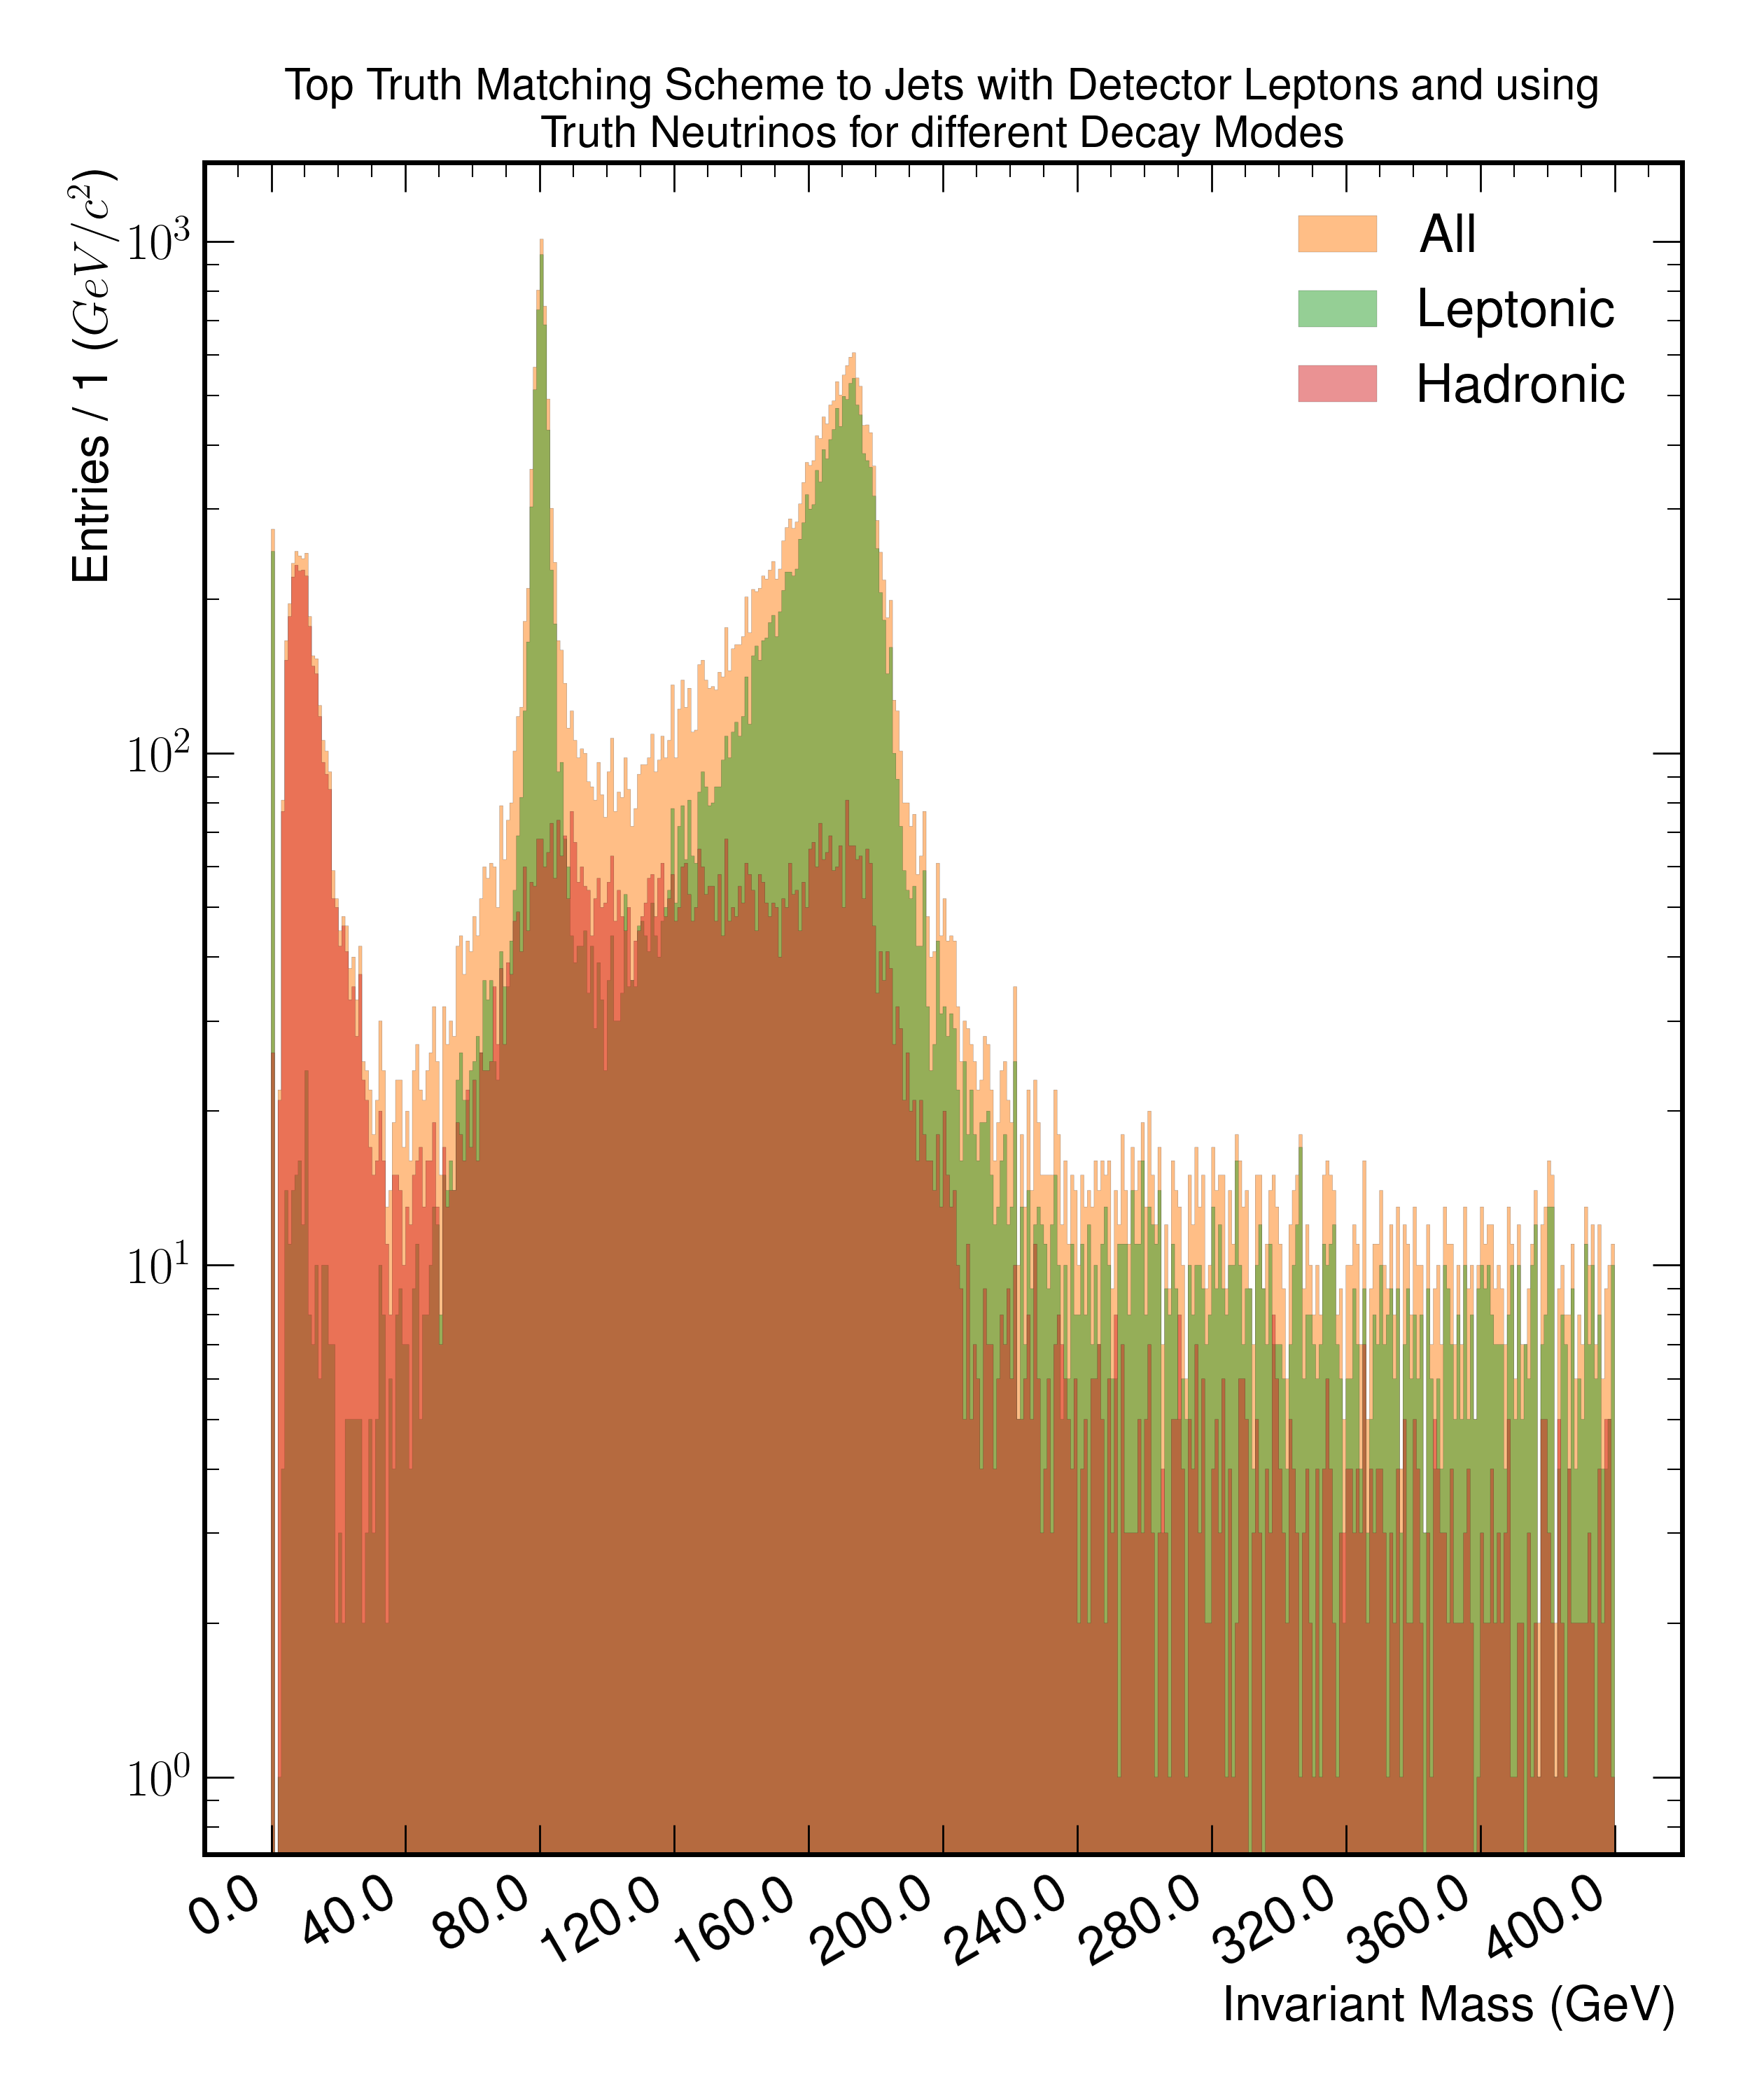 Top Truth Matching Scheme to Jets with Detector Leptons and using
Truth Neutrinos for different Decay Modes
Entries / 1 (GeV/c²)
10³
10²
10¹
10⁰
All
Leptonic
Hadronic
0.0 40.0 80.0 120.0 160.0 200.0 240.0 280.0 320.0 360.0 400.0
Invariant Mass (GeV)